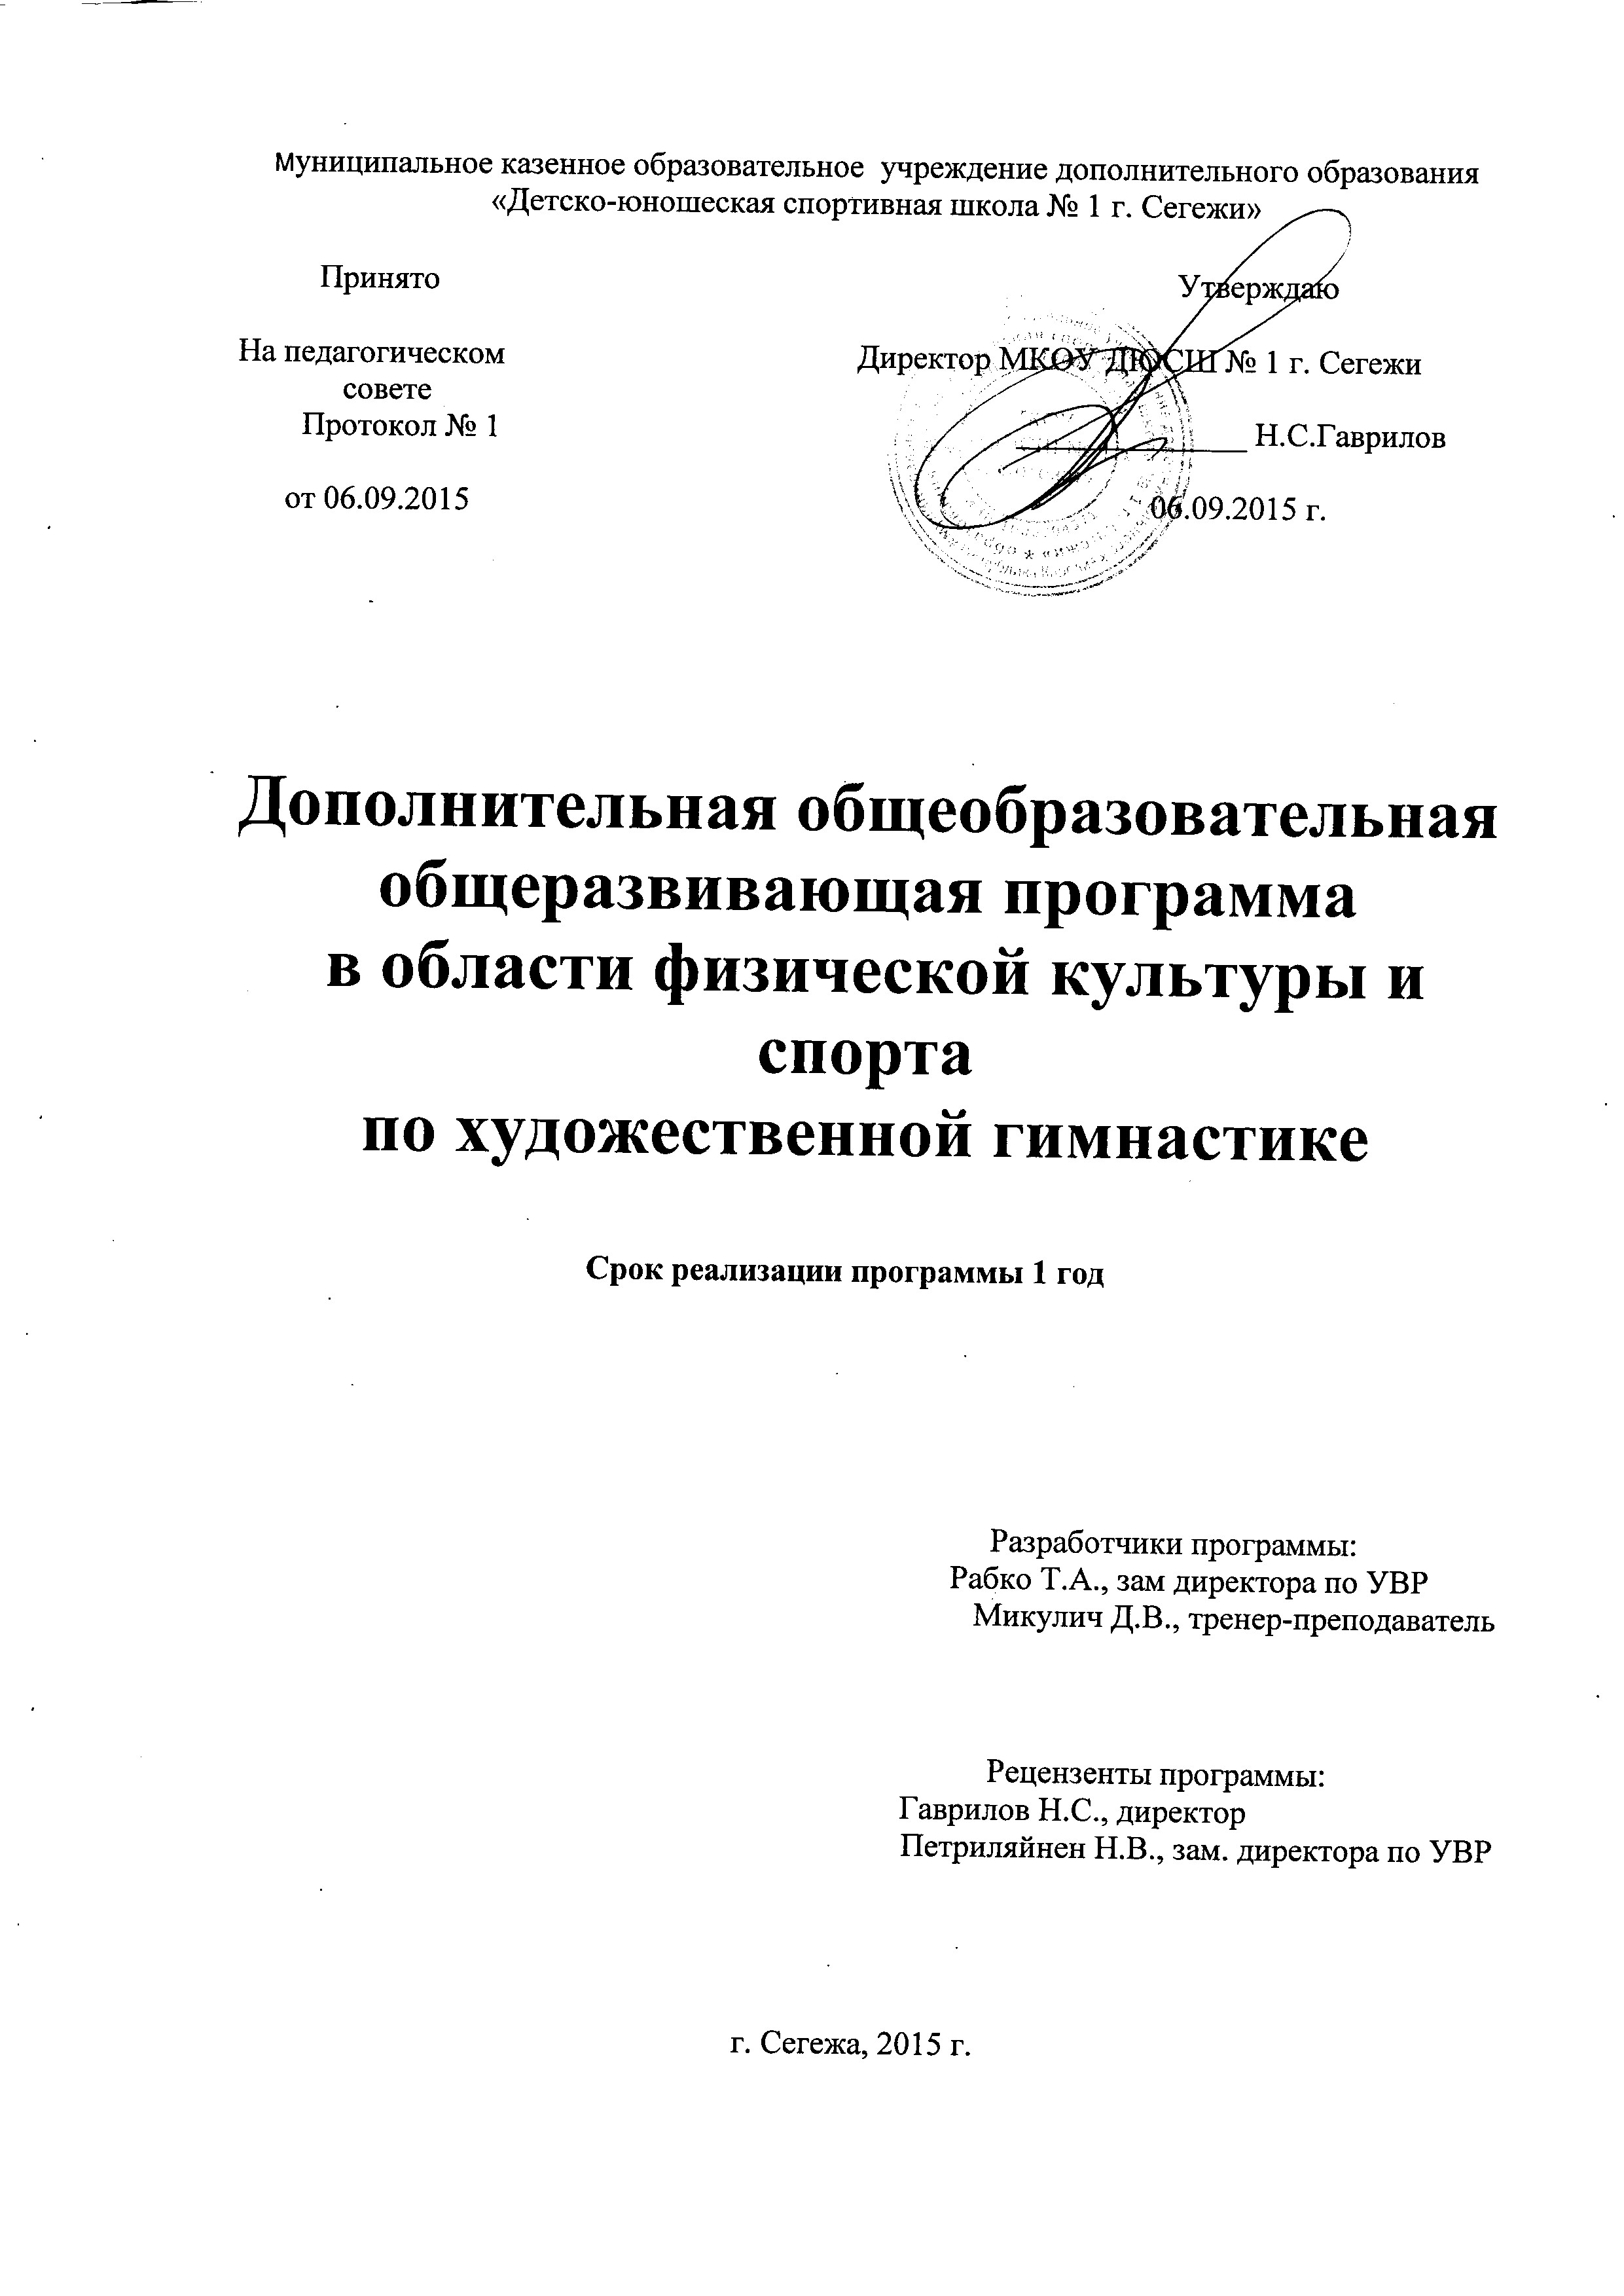 Муниципальное казенное образовательное учреждение дополнительного образования
«Детско-юношеская спортивная школа № 1 г. Сегежи»
Принято
На педагогическом
совете
Протокол № 1
от 06.09.2015
Утверждаю
Директор МКОУ ДЮСШ № 1 г. Сегежи
Н.С.Гаврилов
06.09.2015 г.
Дополнительная общеобразовательная
общеразвивающая программа
в области физической культуры и
спорта
по художественной гимнастике
Срок реализации программы 1 год
Разработчики программы:
Рабко Т.А., зам директора по УВР
Микулич Д.В., тренер-преподаватель
Рецензенты программы:
Гаврилов Н.С., директор
Петриляйнен Н.В., зам. директора по УВР
г. Сегежа, 2015 г.